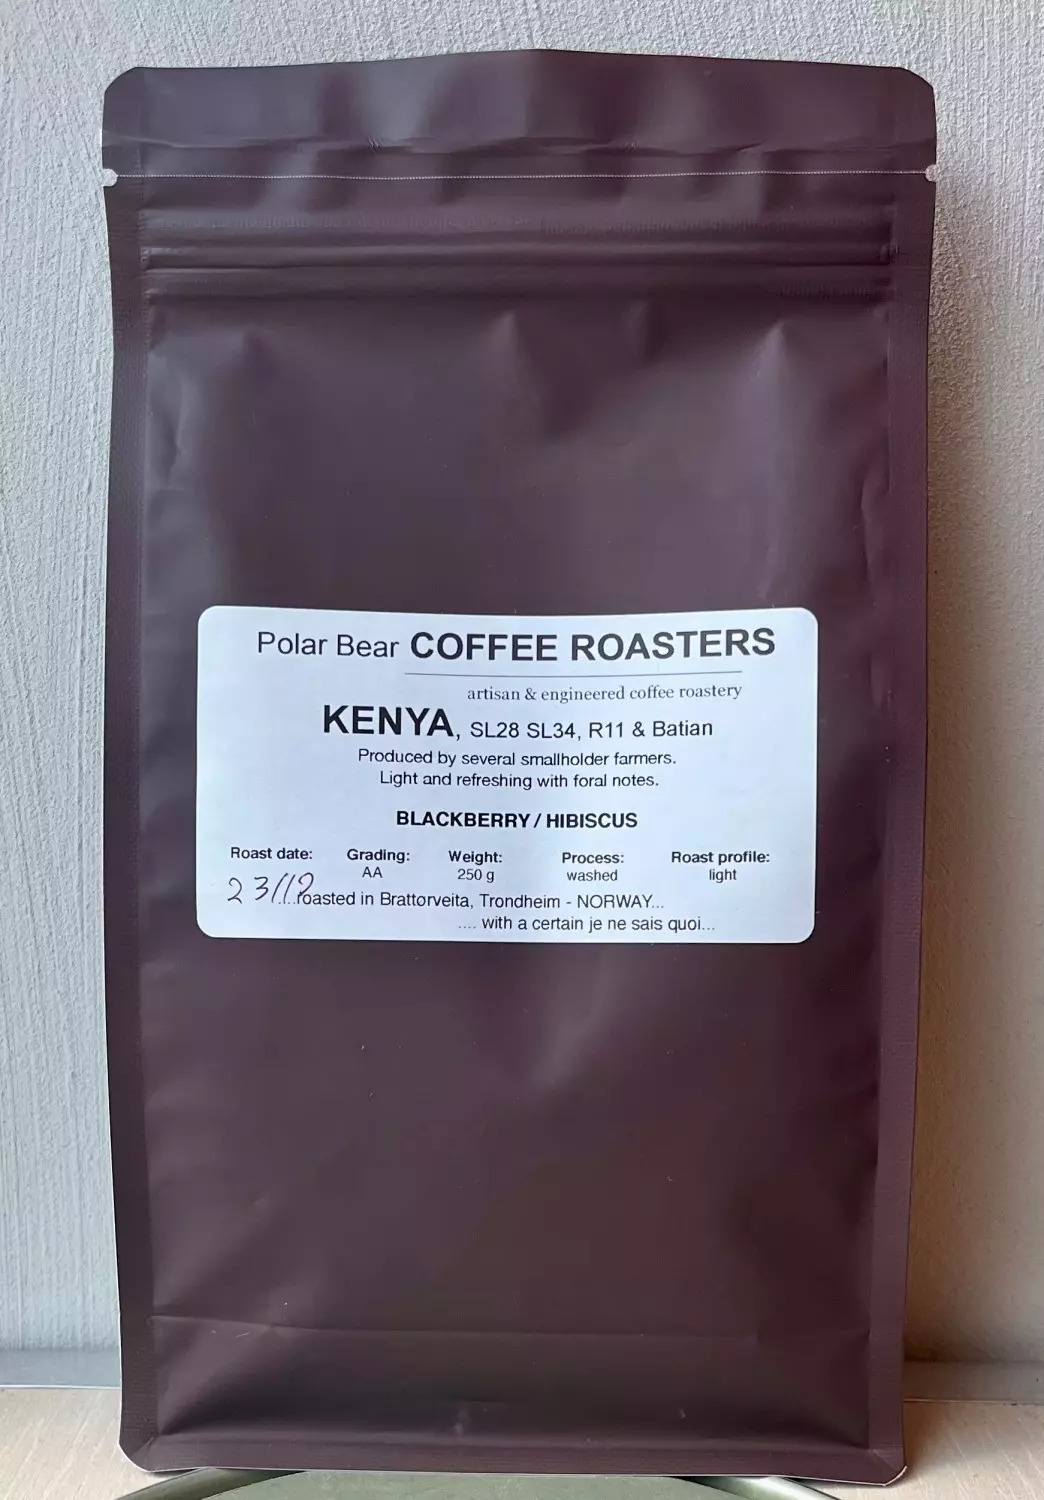 Polar Bear COFFEE ROASTERS
artisan & engineered coffee roastery
KENYA, SL28 SL34, R11 & Batian
Produced by several smallholder farmers.
Light and refreshing with foral notes.
BLACKBERRY / HIBISCUS
Roast date: Grading: Weight: Process: Roast profile:
AA 250 g washed light
23/12
....roasted in Brattørveita, Trondheim - NORWAY...
.... with a certain je ne sais quoi...